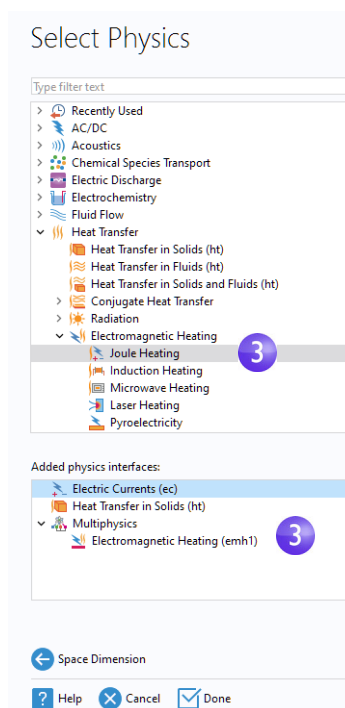 Select Physics
Type filter text
Recently Used
AC/DC
Acoustics
Chemical Species Transport
Electric Discharge
Electrochemistry
Fluid Flow
Heat Transfer
Heat Transfer in Solids (ht)
Heat Transfer in Fluids (ht)
Heat Transfer in Solids and Fluids (ht)
Conjugate Heat Transfer
Radiation
Electromagnetic Heating
Joule Heating 3
Induction Heating
Microwave Heating
Laser Heating
Pyroelectricity
Added physics interfaces:
Electric Currents (ec)
Heat Transfer in Solids (ht)
Multiphysics
Electromagnetic Heating (emh1) 3
Space Dimension
? Help Cancel Done